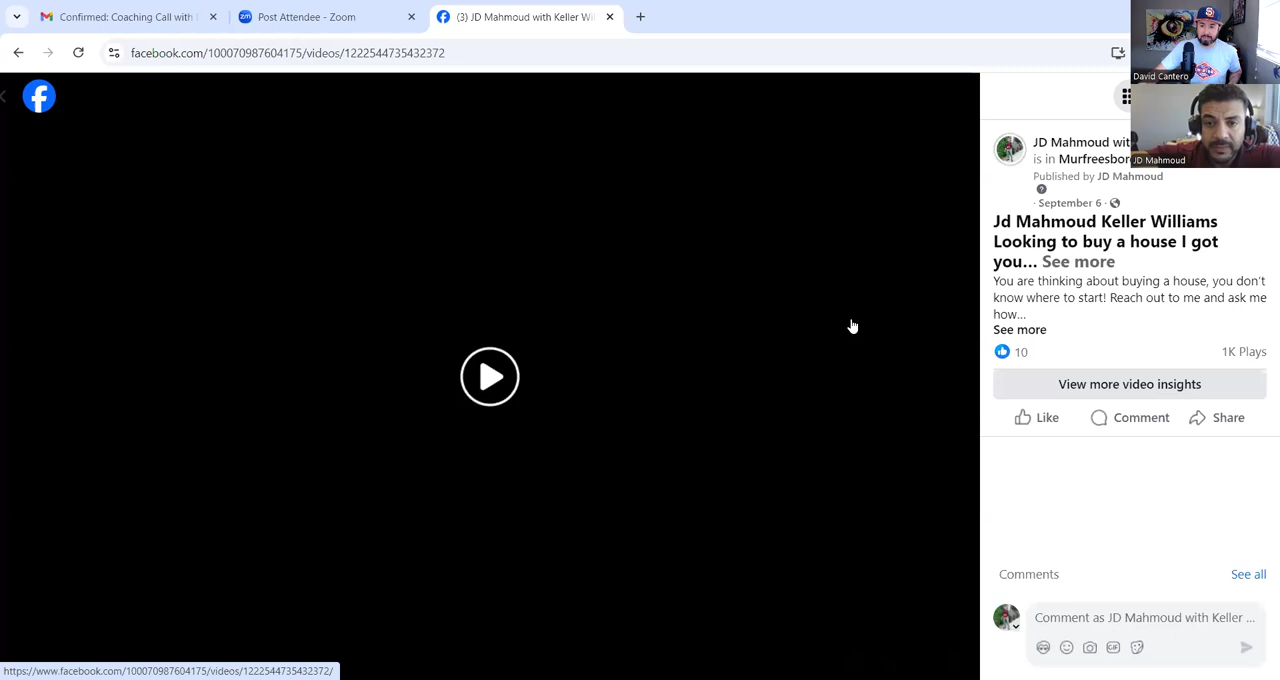 Confirmed: Coaching Call with
zm Post Attendee - Zoom
(3) JD Mahmoud with Keller Wi
facebook.com/100070987604175/videos/1222544735432372
David Cantero
JD Mahmoud
JD Mahmoud wit
is in Murfreesboro
Published by JD Mahmoud
· September 6 ·
Jd Mahmoud Keller Williams
Looking to buy a house I got
you... See more
You are thinking about buying a house, you don't
know where to start! Reach out to me and ask me
how...
See more
10
1K Plays
View more video insights
Like Comment Share
Comments See all
Comment as JD Mahmoud with Keller ...
GIF
https://www.facebook.com/100070987604175/videos/1222544735432372/